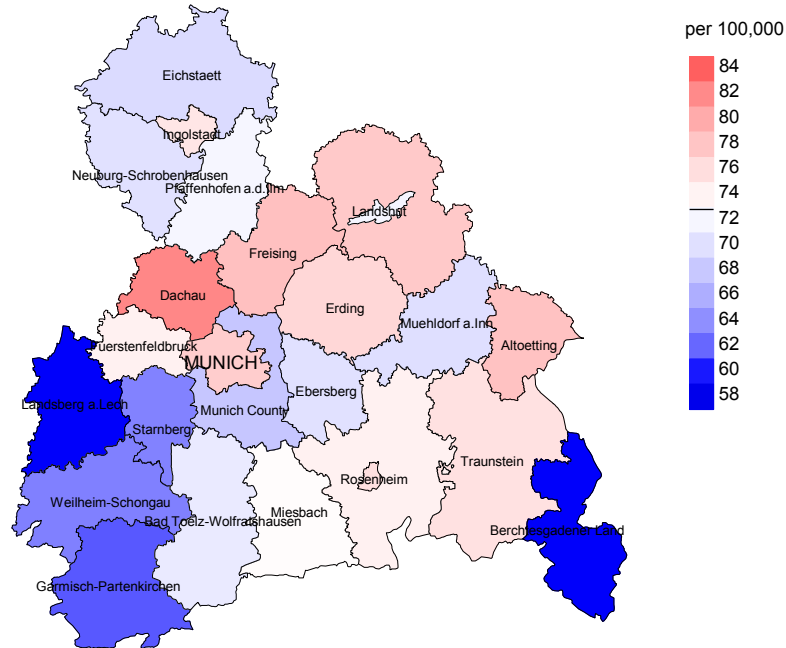 per 100,000
84
82
80
78
76
74
72
70
68
66
64
62
60
58
Eichstaett
Ingolstadt
Neuburg-Schrobenhausen
Pfaffenhofen a.d.Ilm
Landshut
Freising
Dachau
Erding
Muehldorf a.Inn
Altoetting
Fuerstenfeldbruck
MUNICH
Ebersberg
Landsberg a.Lech
Munich County
Starnberg
Traunstein
Rosenheim
Weilheim-Schongau
Miesbach
Bad Toelz-Wolfratshausen
Berchtesgadener Land
Garmisch-Partenkirchen